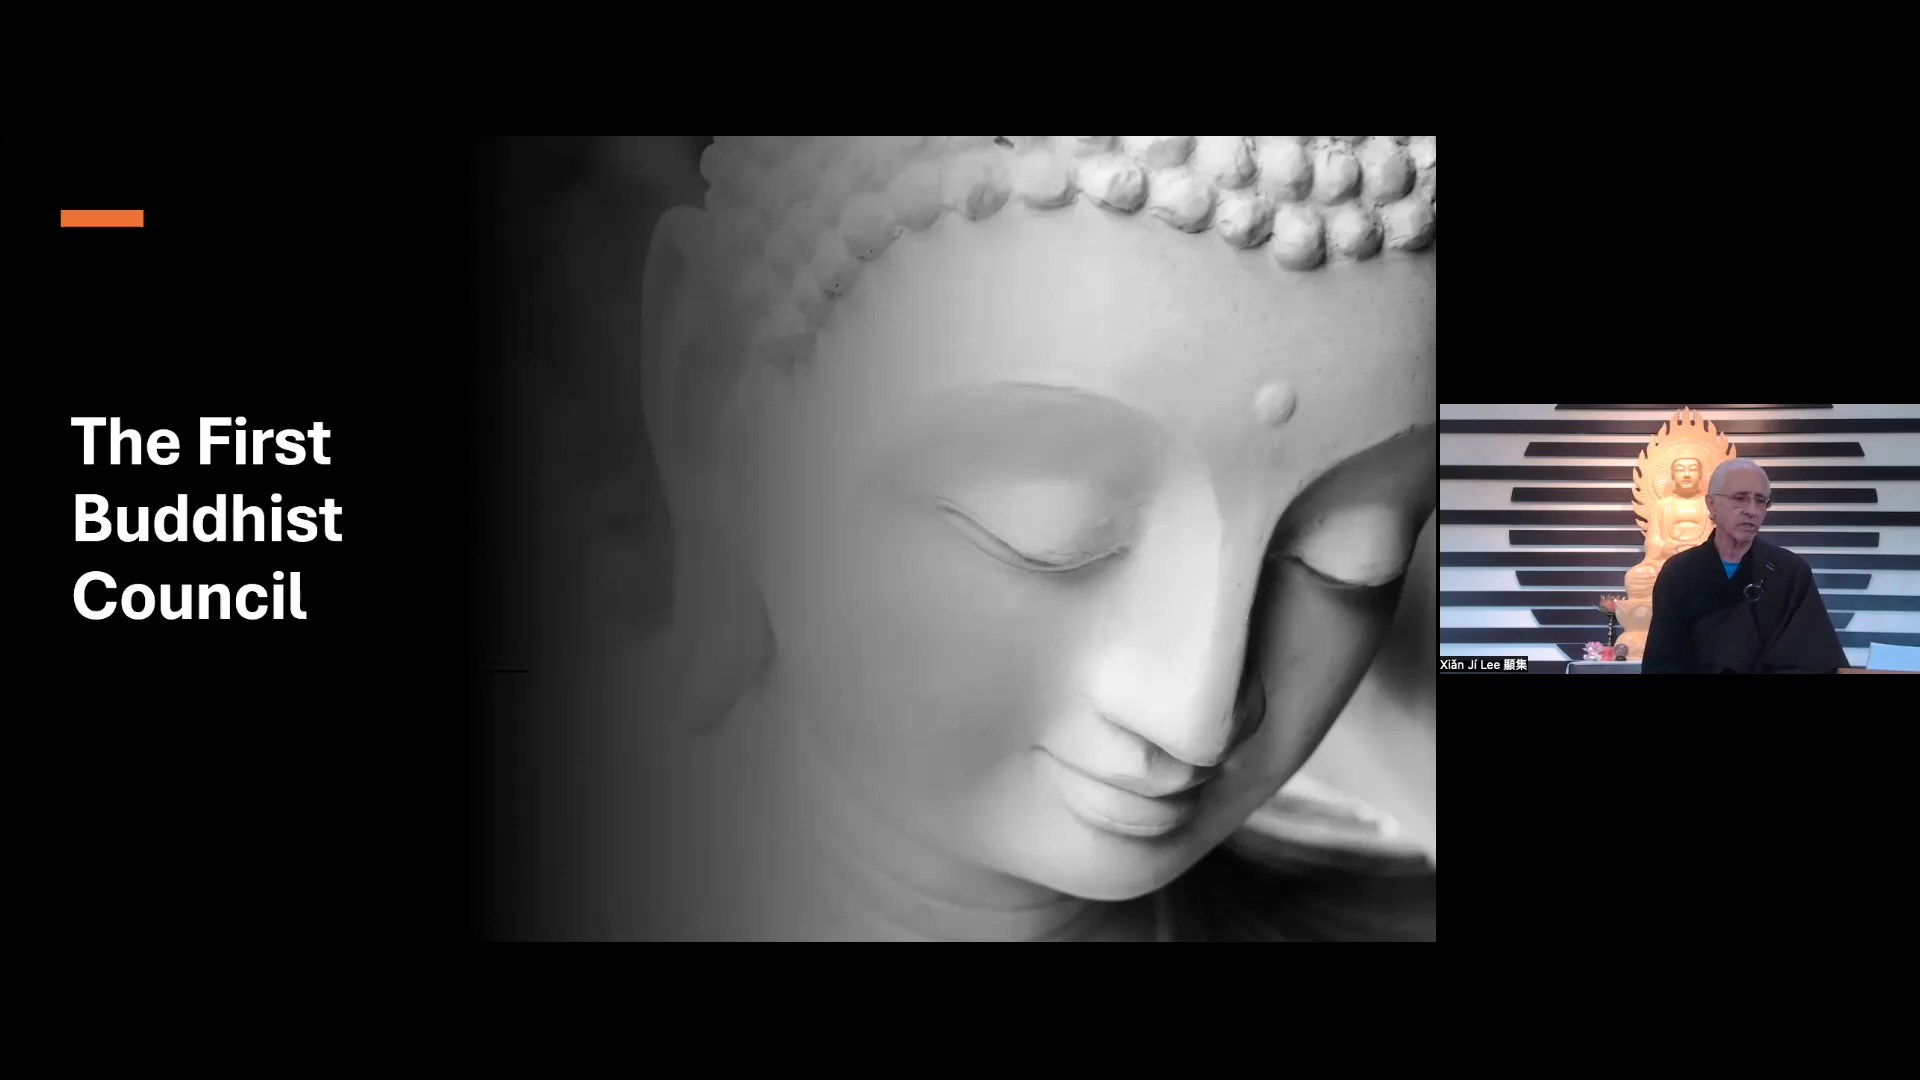 The First
Buddhist
Council
Xiǎn Jí Lee 顯集